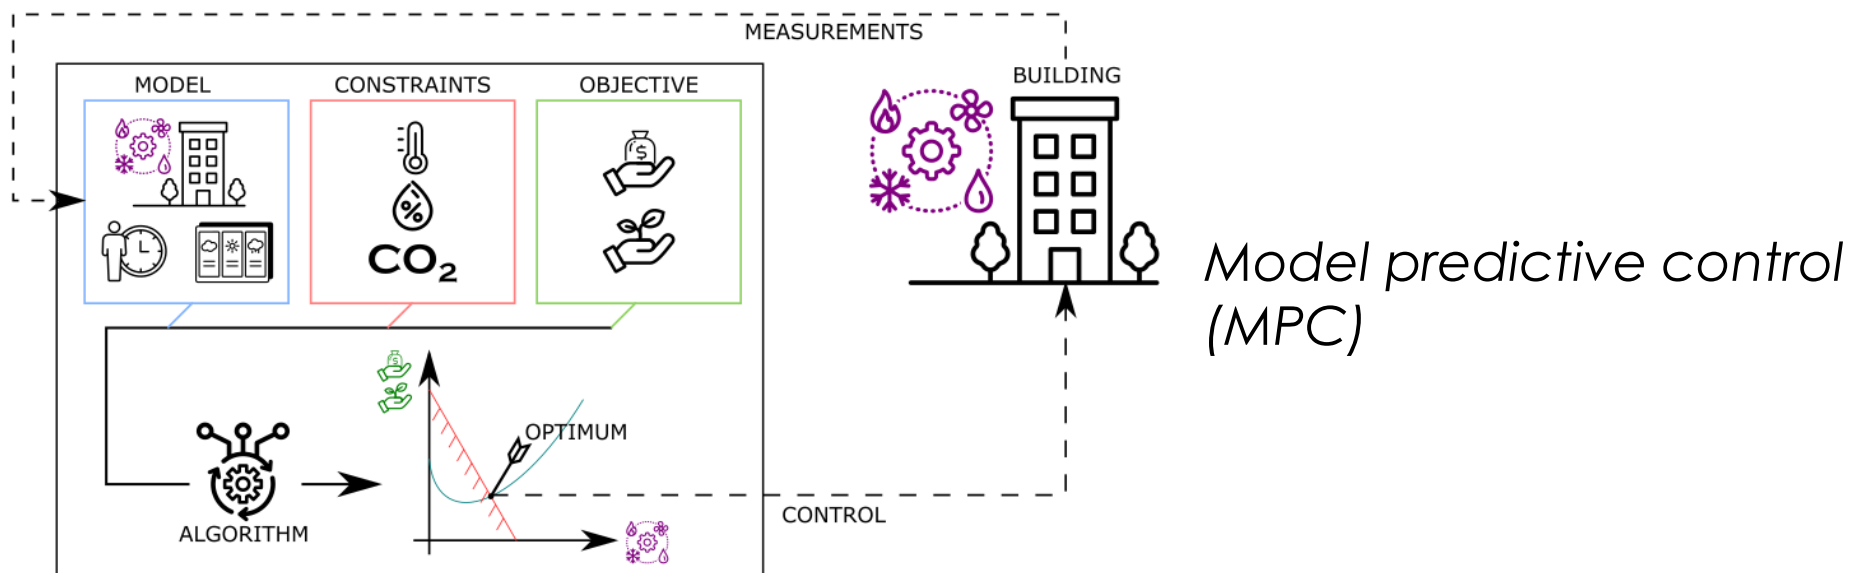 MEASUREMENTS
MODEL
CONSTRAINTS
OBJECTIVE
BUILDING
$
%
CO2
Model predictive control
(MPC)
$
OPTIMUM
CONTROL
ALGORITHM